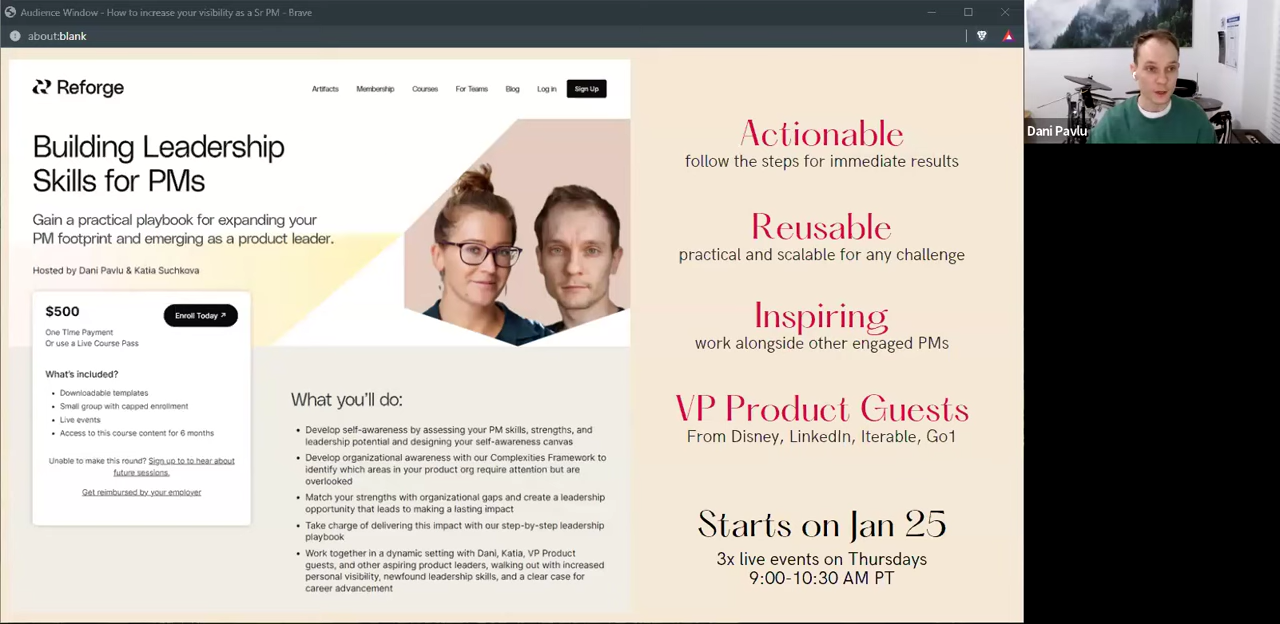 Audience Window - How to increase your visibility as a Sr PM - Brave
about:blank
Reforge
Artifacts Membership Courses For Teams Blog Log in Sign Up
Building Leadership
Skills for PMs
Gain a practical playbook for expanding your
PM footprint and emerging as a product leader.
Hosted by Dani Pavlu & Katia Suchkova
$500
Enroll Today ↗
One Time Payment
Or use a Live Course Pass
What's included?
• Downloadable templates
• Small group with capped enrollment
• Live events
• Access to this course content for 6 months
Unable to make this round? Sign up to to hear about
future sessions.
Get reimbursed by your employer
What you'll do:
• Develop self-awareness by assessing your PM skills, strengths, and
leadership potential and designing your self-awareness canvas
• Develop organizational awareness with our Complexities Framework to
identify which areas in your product org require attention but are
overlooked
• Match your strengths with organizational gaps and create a leadership
opportunity that leads to making a lasting impact
• Take charge of delivering this impact with our step-by-step leadership
playbook
• Work together in a dynamic setting with Dani, Katia, VP Product
guests, and other aspiring product leaders, walking out with increased
personal visibility, newfound leadership skills, and a clear case for
career advancement
Actionable
follow the steps for immediate results
Reusable
practical and scalable for any challenge
Inspiring
work alongside other engaged PMs
VP Product Guests
From Disney, LinkedIn, Iterable, Go1
Starts on Jan 25
3x live events on Thursdays
9:00-10:30 AM PT
Dani Pavlu